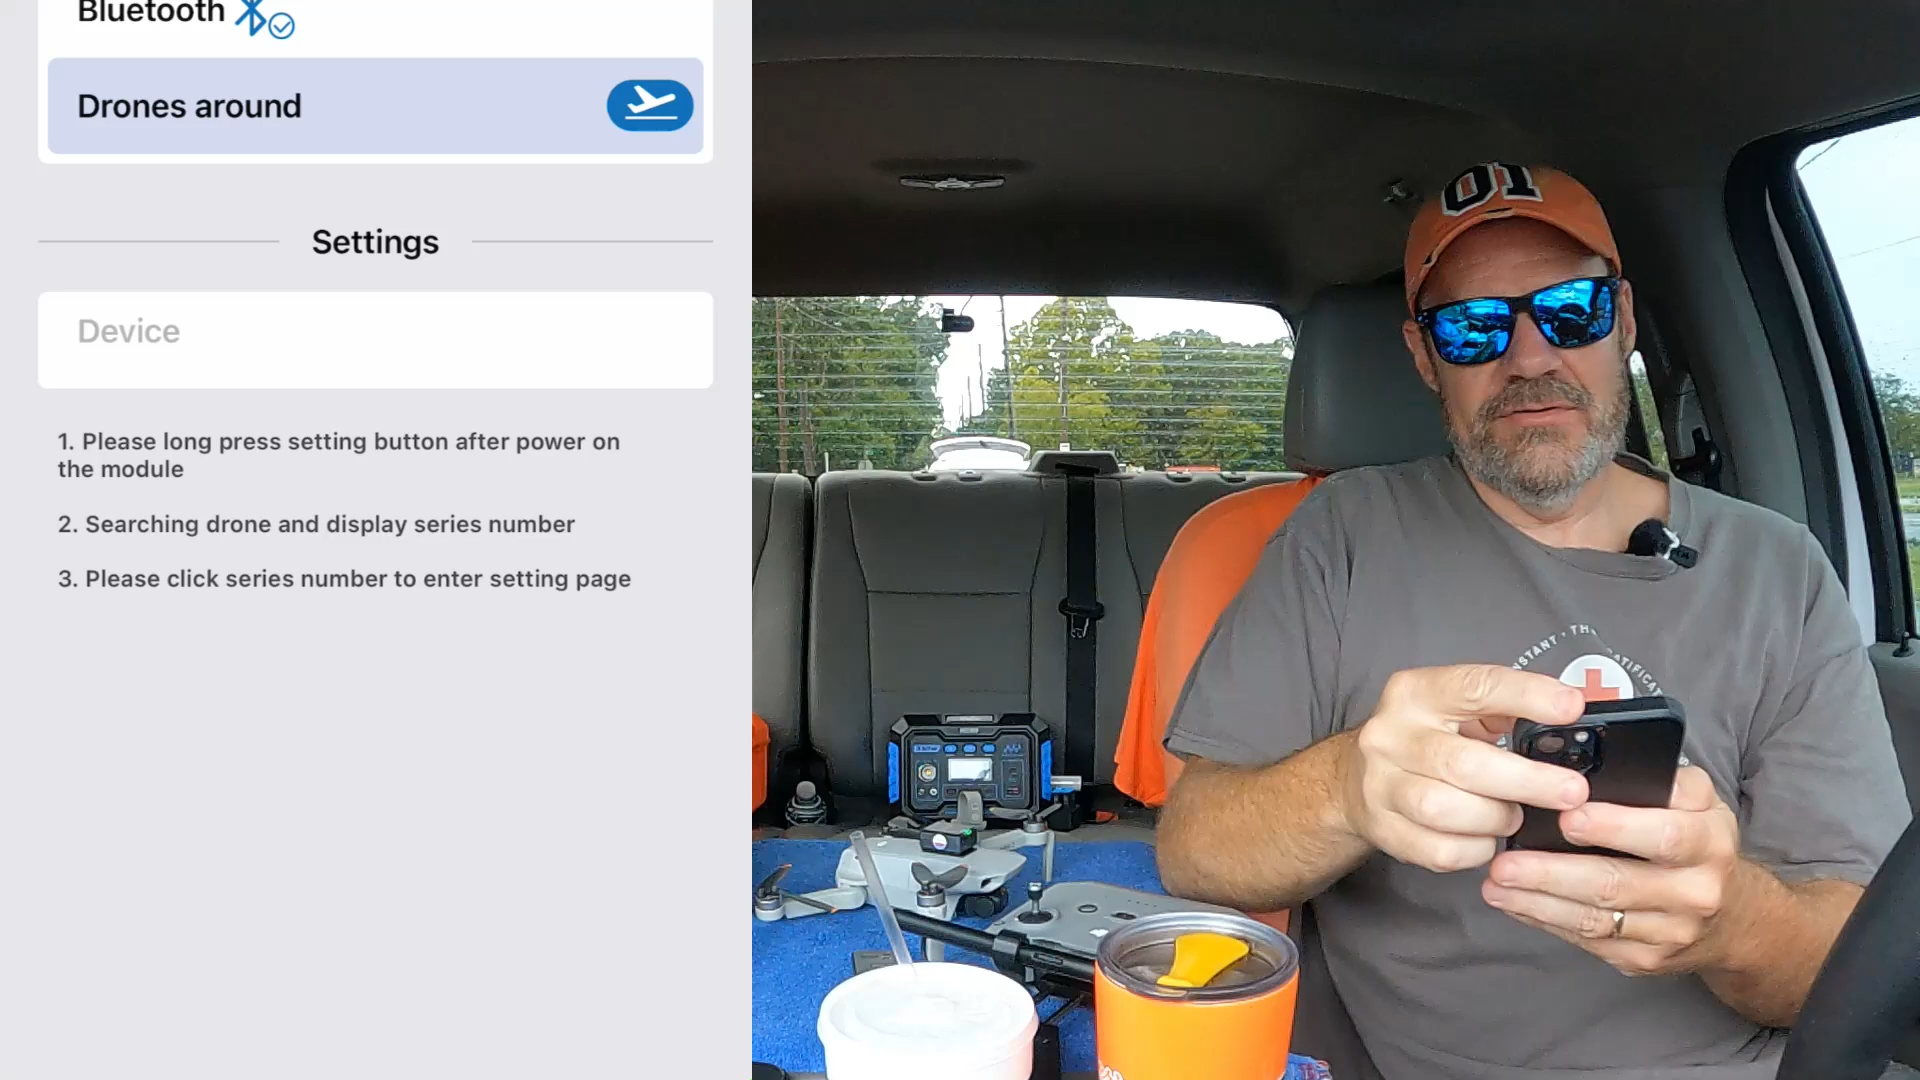 Bluetooth
Drones around
Settings
Device
1. Please long press setting button after power on
the module
2. Searching drone and display series number
3. Please click series number to enter setting page
01